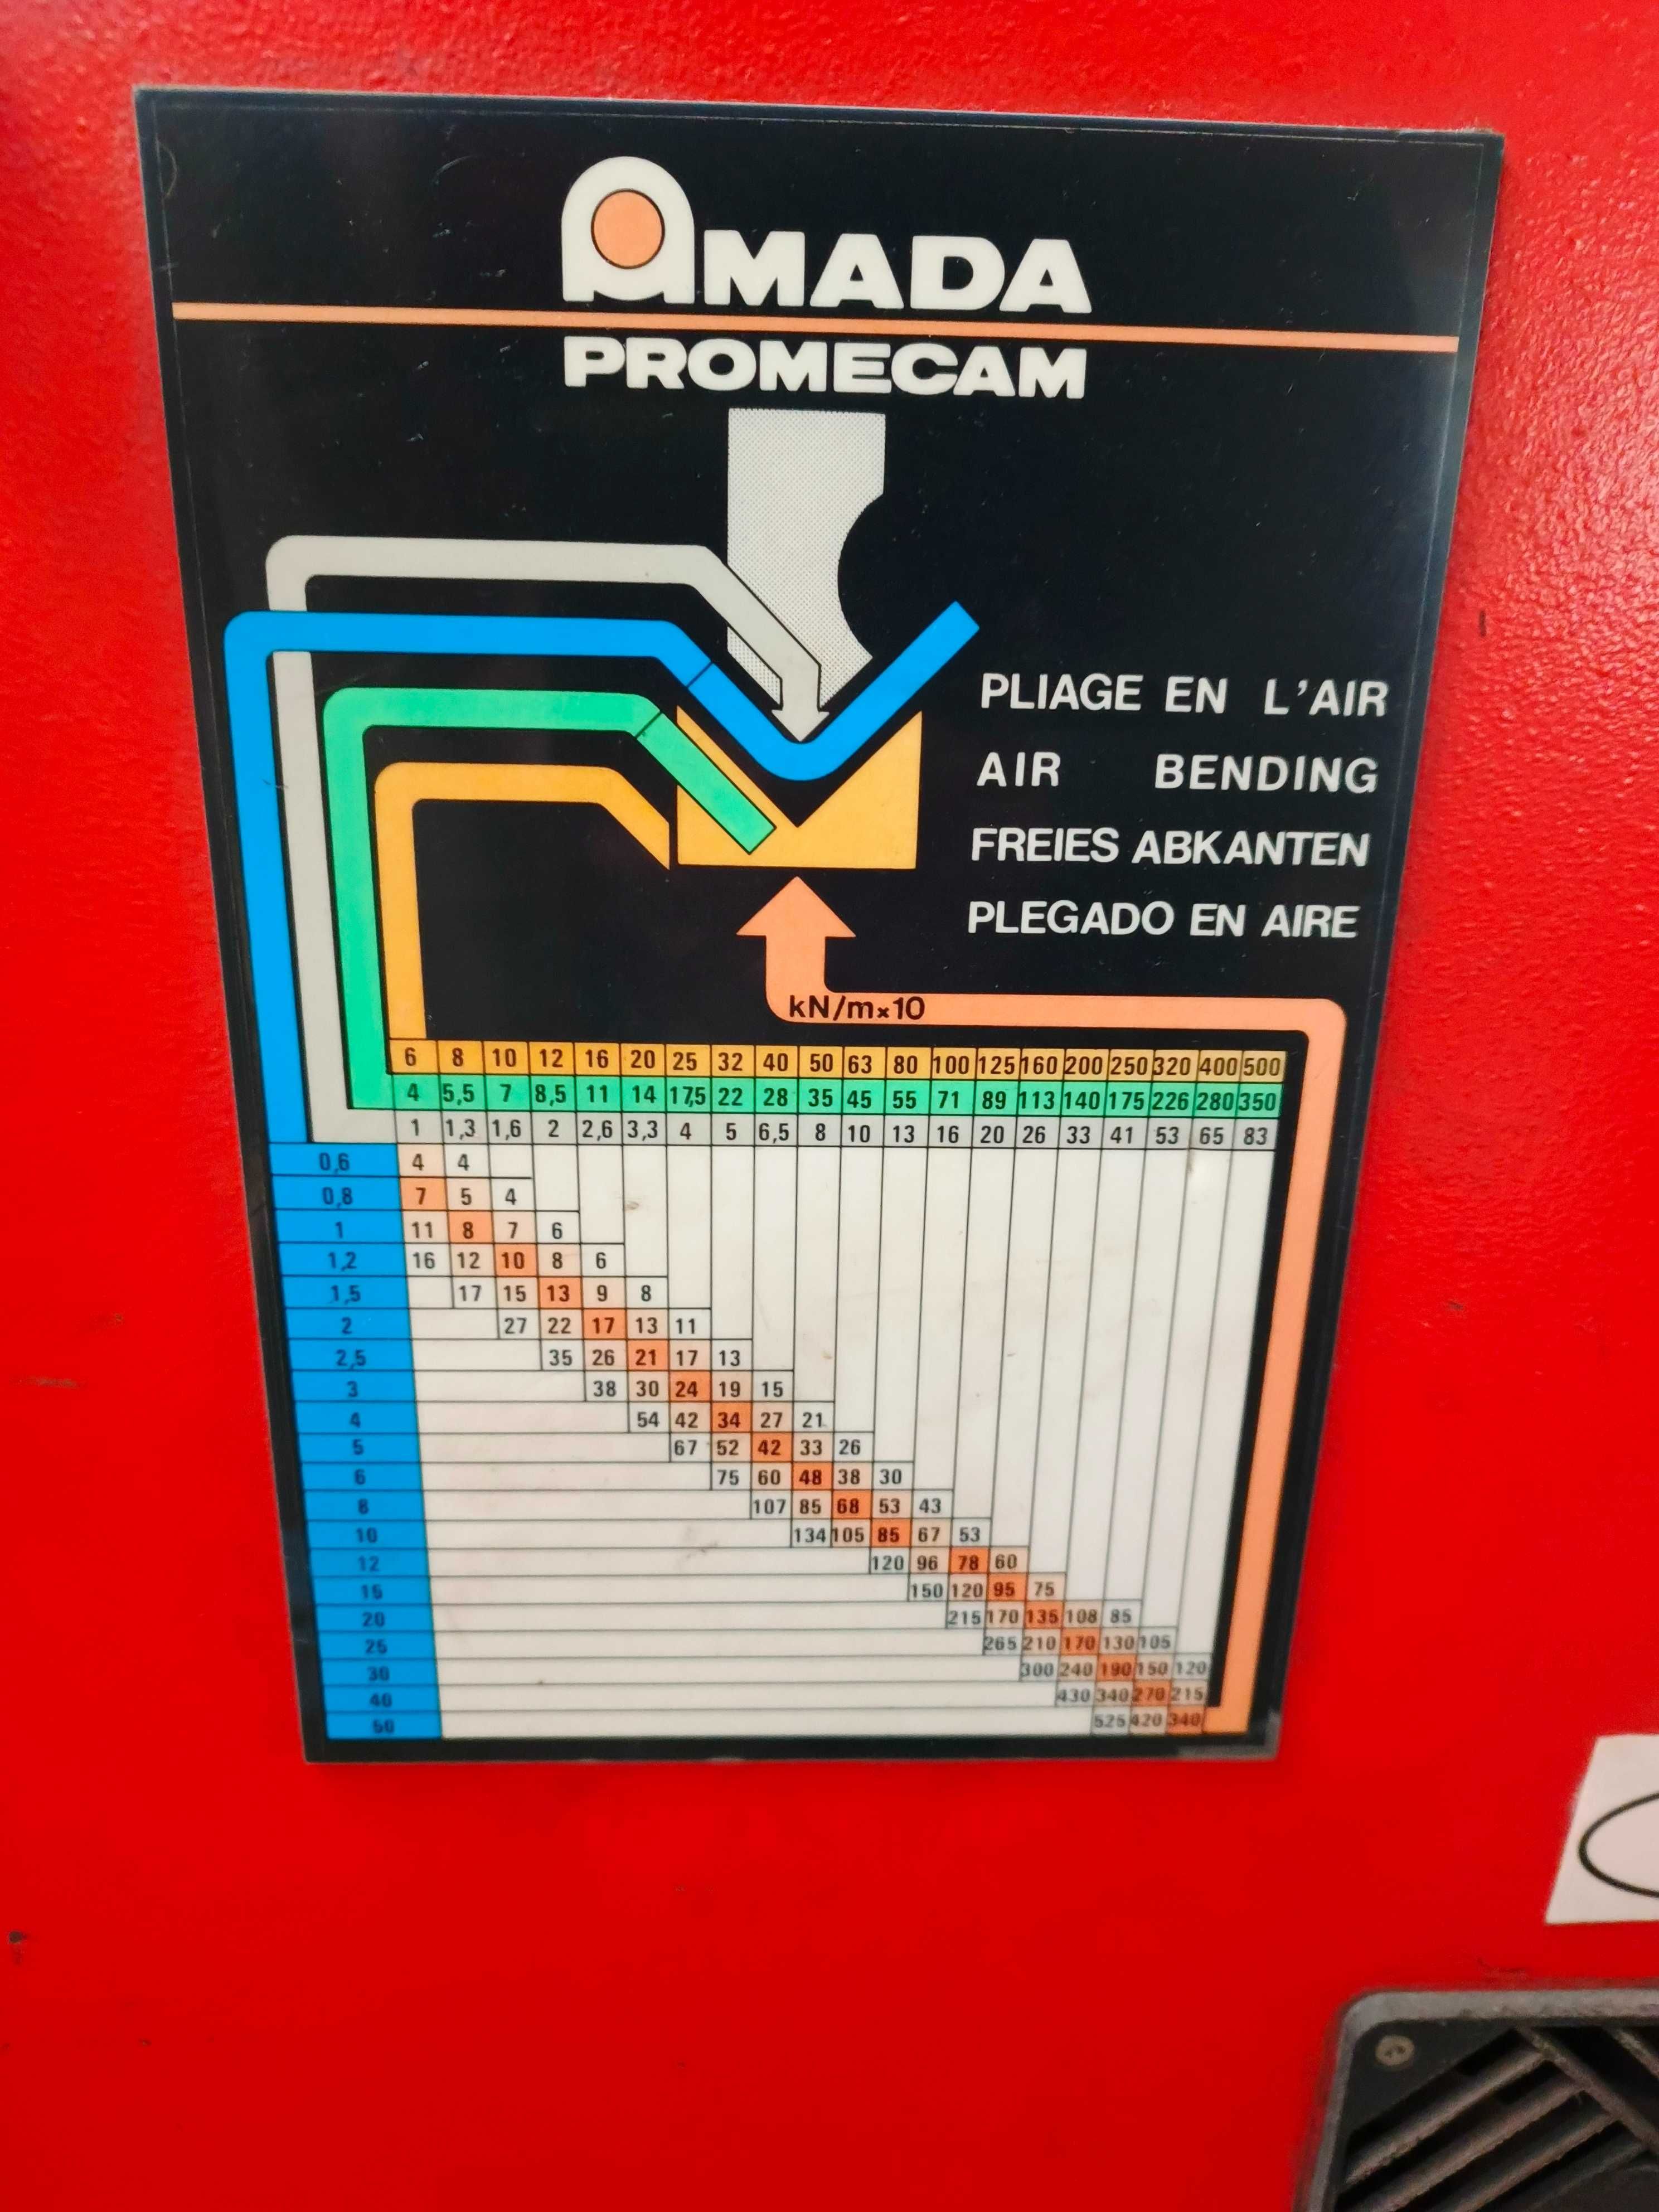 AMADA
PROMECAM
PLIAGE EN L'AIR
AIR BENDING
FREIES ABKANTEN
PLEGADO EN AIRE
kN/m×10
6 8 10 12 16 20 25 32 40 50 63 80 100 125 160 200 250 320 400 500
4 5,5 7 8,5 11 14 17,5 22 28 35 45 55 71 89 113 140 175 226 280 350
1 1,3 1,6 2 2,6 3,3 4 5 6,5 8 10 13 16 20 26 33 41 53 65 83
0,6 4 4
0,8 7 5 4
1 11 8 7 6
1,2 16 12 10 8 6
1,5 17 15 13 9 8
2 27 22 17 13 11
2,5 35 26 21 17 13
3 38 30 24 19 15
4 54 42 34 27 21
5 67 52 42 33 26
6 75 60 48 38 30
8 107 85 68 53 43
10 134 105 85 67 53
12 120 96 78 60
15 150 120 95 75
20 215 170 135 108 85
25 265 210 170 130 105
30 300 240 190 150 120
40 430 340 270 215
50 525 420 340